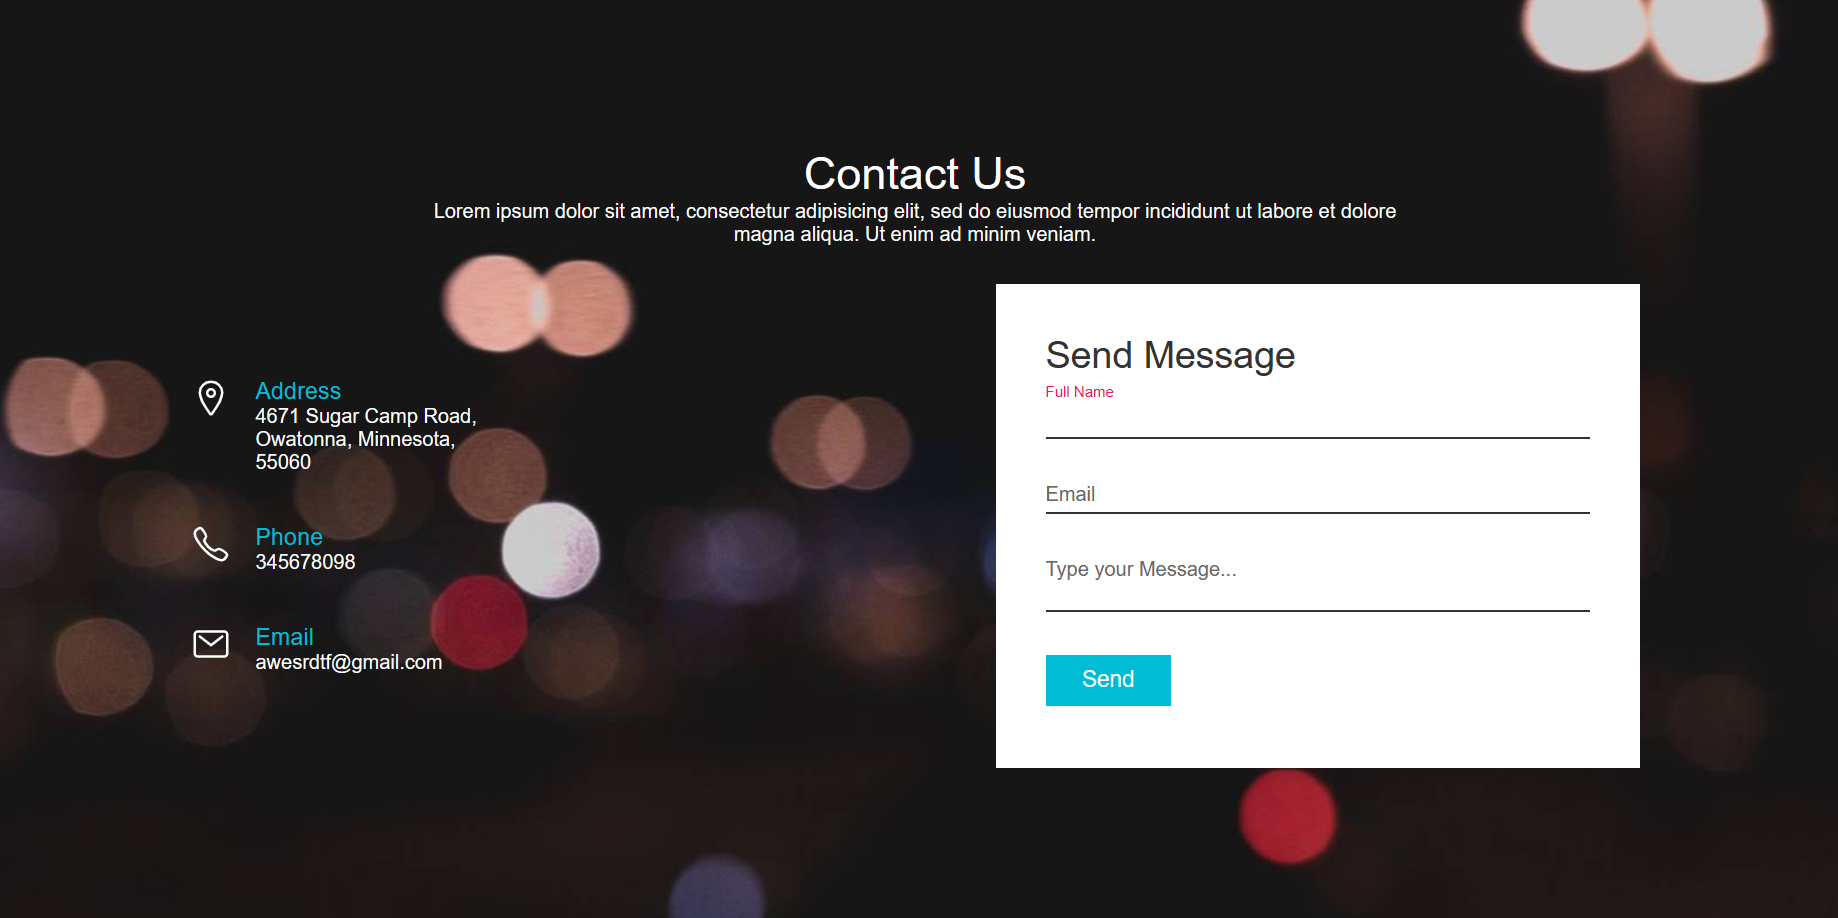 Contact Us
Lorem ipsum dolor sit amet, consectetur adipisicing elit, sed do eiusmod tempor incididunt ut labore et dolore
magna aliqua. Ut enim ad minim veniam.
Address
4671 Sugar Camp Road,
Owatonna, Minnesota,
55060
Phone
345678098
Email
awesrdtf@gmail.com
Send Message
Full Name
Email
Type your Message...
Send